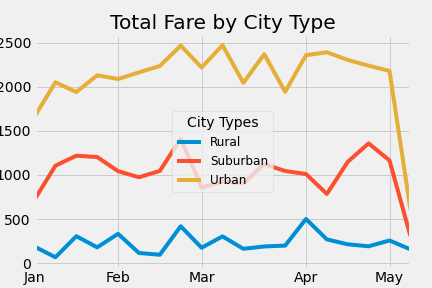 Total Fare by City Type
2500
2000
1500
1000
500
0
City Types
Rural
Suburban
Urban
Jan Feb Mar Apr May